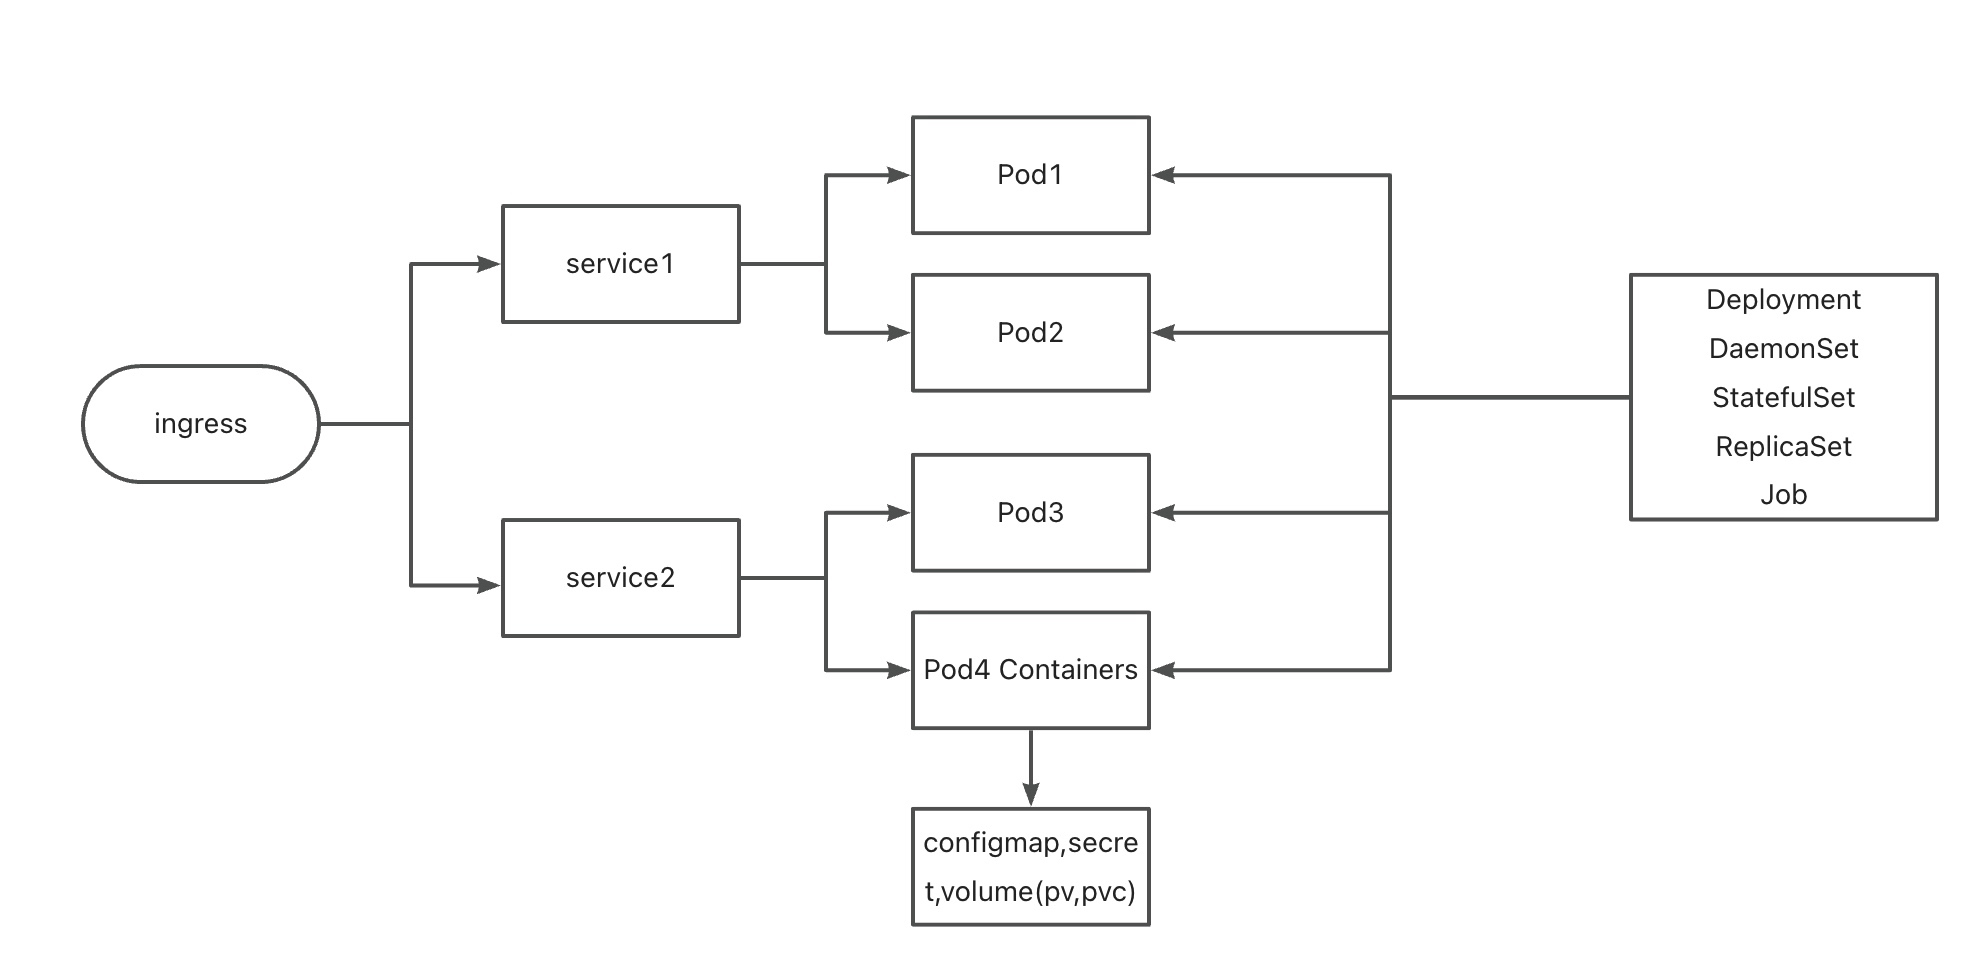 ingress
service1
service2
Pod1
Pod2
Pod3
Pod4 Containers
configmap,secre
t,volume(pv,pvc)
Deployment
DaemonSet
StatefulSet
ReplicaSet
Job